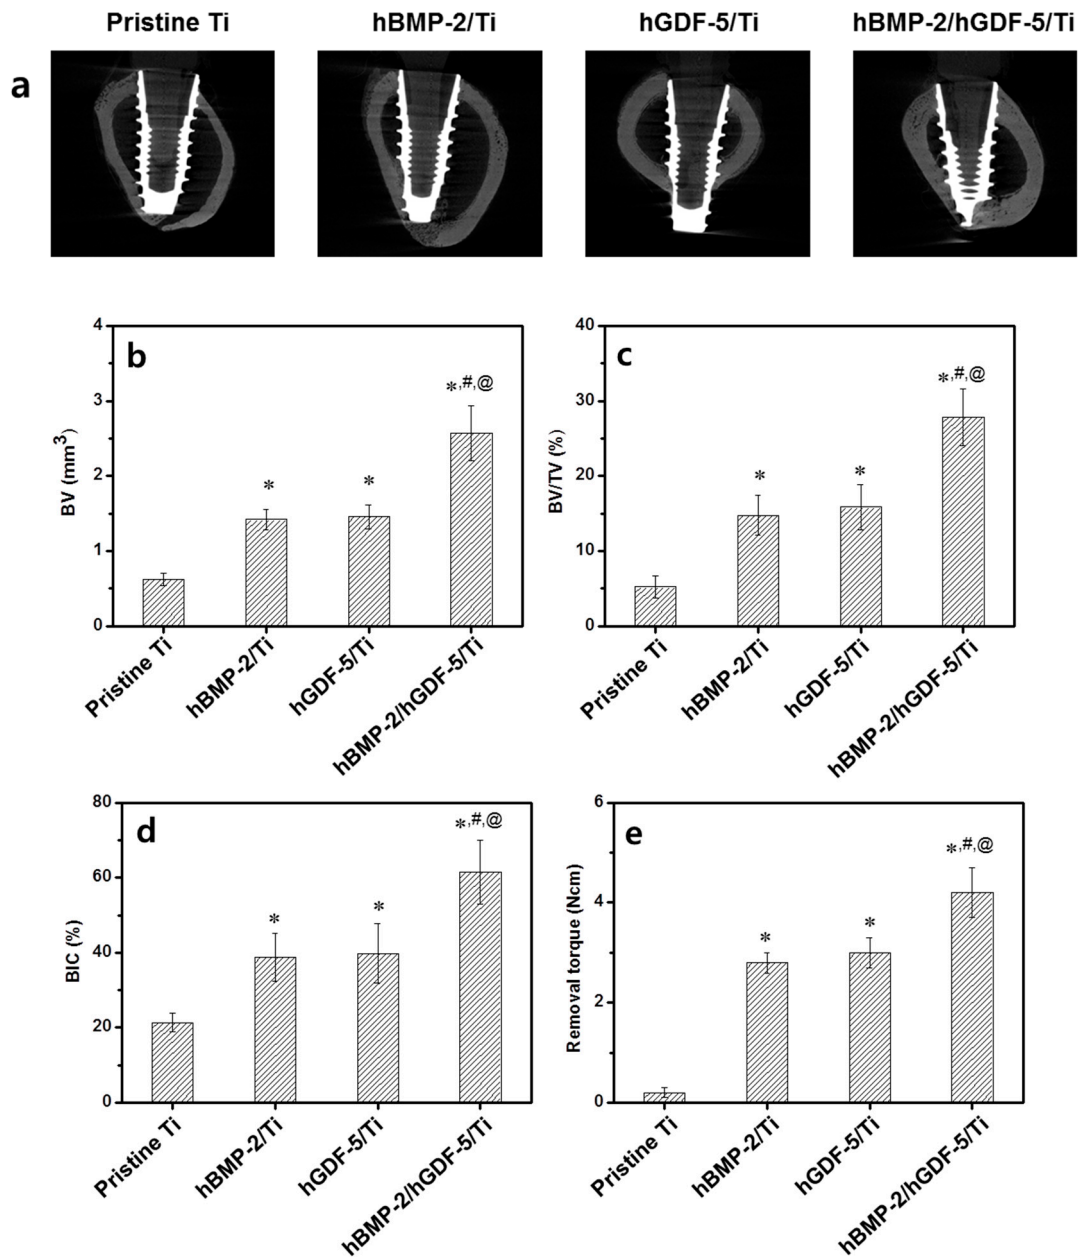 Pristine Ti hBMP-2/Ti hGDF-5/Ti hBMP-2/hGDF-5/Ti
a
b
BV (mm³)
4
3
2
1
0
*
*
*,#,@
Pristine Ti
hBMP-2/Ti
hGDF-5/Ti
hBMP-2/hGDF-5/Ti
c
BV/TV (%)
40
30
20
10
0
*
*
*,#,@
Pristine Ti
hBMP-2/Ti
hGDF-5/Ti
hBMP-2/hGDF-5/Ti
d
BIC (%)
80
60
40
20
0
*
*
*,#,@
Pristine Ti
hBMP-2/Ti
hGDF-5/Ti
hBMP-2/hGDF-5/Ti
e
Removal torque (Ncm)
6
4
2
0
*
*
*,#,@
Pristine Ti
hBMP-2/Ti
hGDF-5/Ti
hBMP-2/hGDF-5/Ti